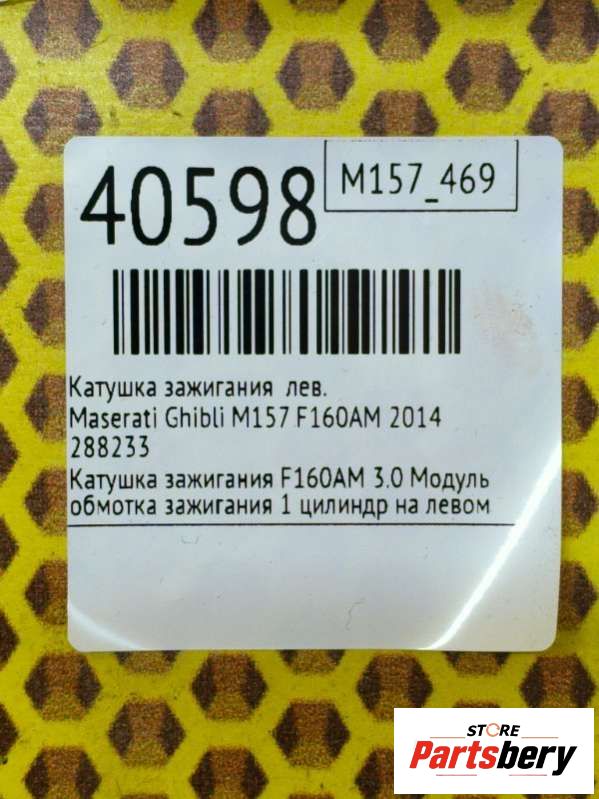 40598
M157_469
Катушка зажигания лев.
Maserati Ghibli M157 F160AM 2014
288233
Катушка зажигания F160AM 3.0 Модуль
обмотка зажигания 1 цилиндр на левом
STORE
Partsbery